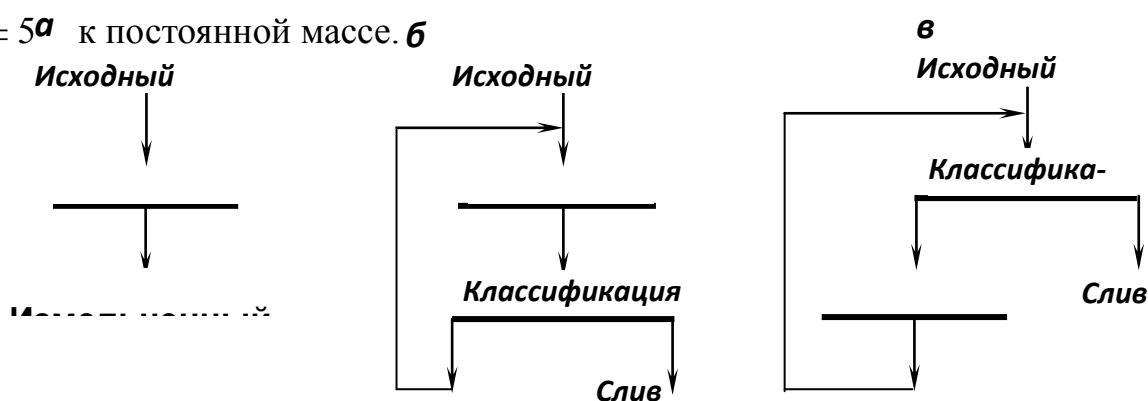 = 5а к постоянной массе. б в
Исходный Исходный Исходный
Классифика-
Классификация
Слив
Слив